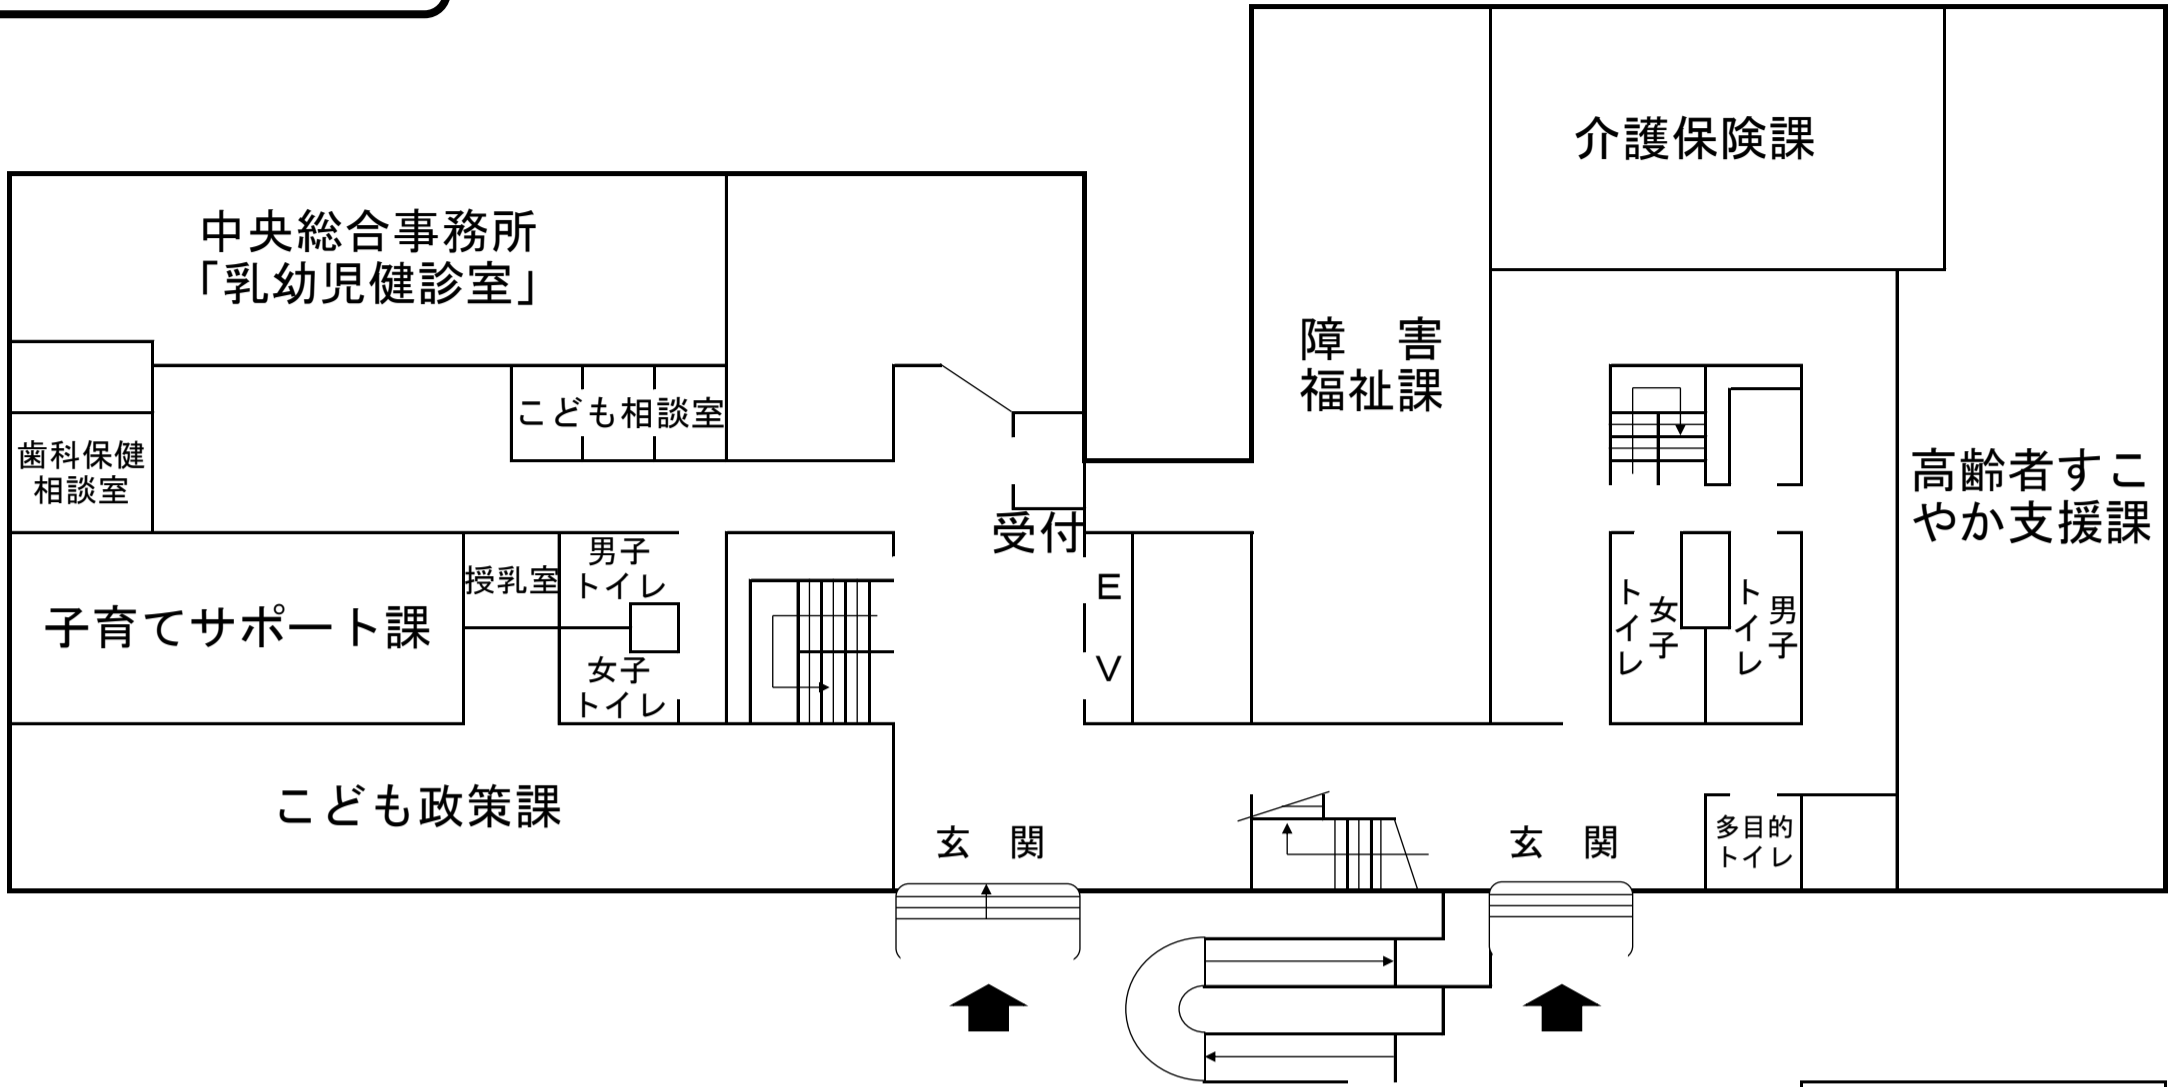 介護保険課
中央総合事務所
「乳幼児健診室」
障　害
福祉課
こども相談室
歯科保健
相談室
高齢者すこ
やか支援課
受付
男子
トイレ
授乳室
EV
子育てサポート課
女子
トイレ
女子
トイレ
男子
トイレ
こども政策課
玄　関
玄　関
多目的
トイレ